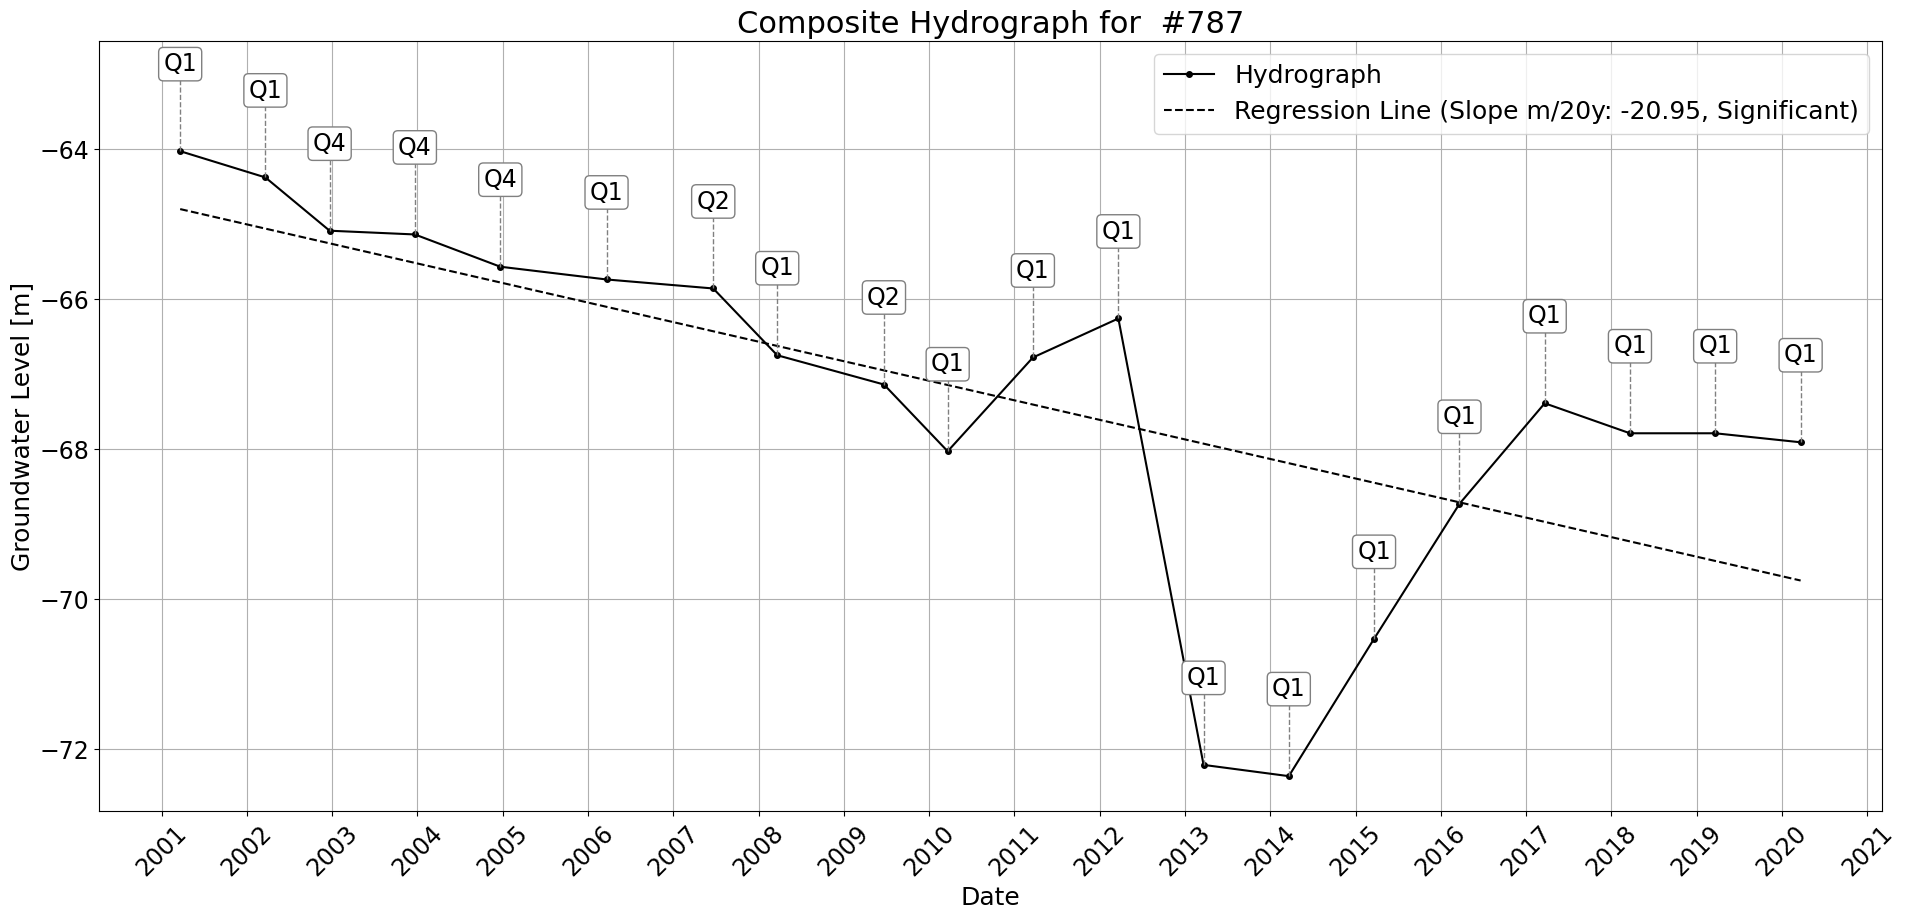 Composite Hydrograph for  #787
Hydrograph
Regression Line (Slope m/20y: -20.95, Significant)
Q1
Q1
Q4
Q4
Q4
Q1
Q2
Q1
Q2
Q1
Q1
Q1
Q1
Q1
Q1
Q1
Q1
Q1
Q1
Q1
Groundwater Level [m]
−64
−66
−68
−70
−72
2001
2002
2003
2004
2005
2006
2007
2008
2009
2010
2011
2012
2013
2014
2015
2016
2017
2018
2019
2020
2021
Date